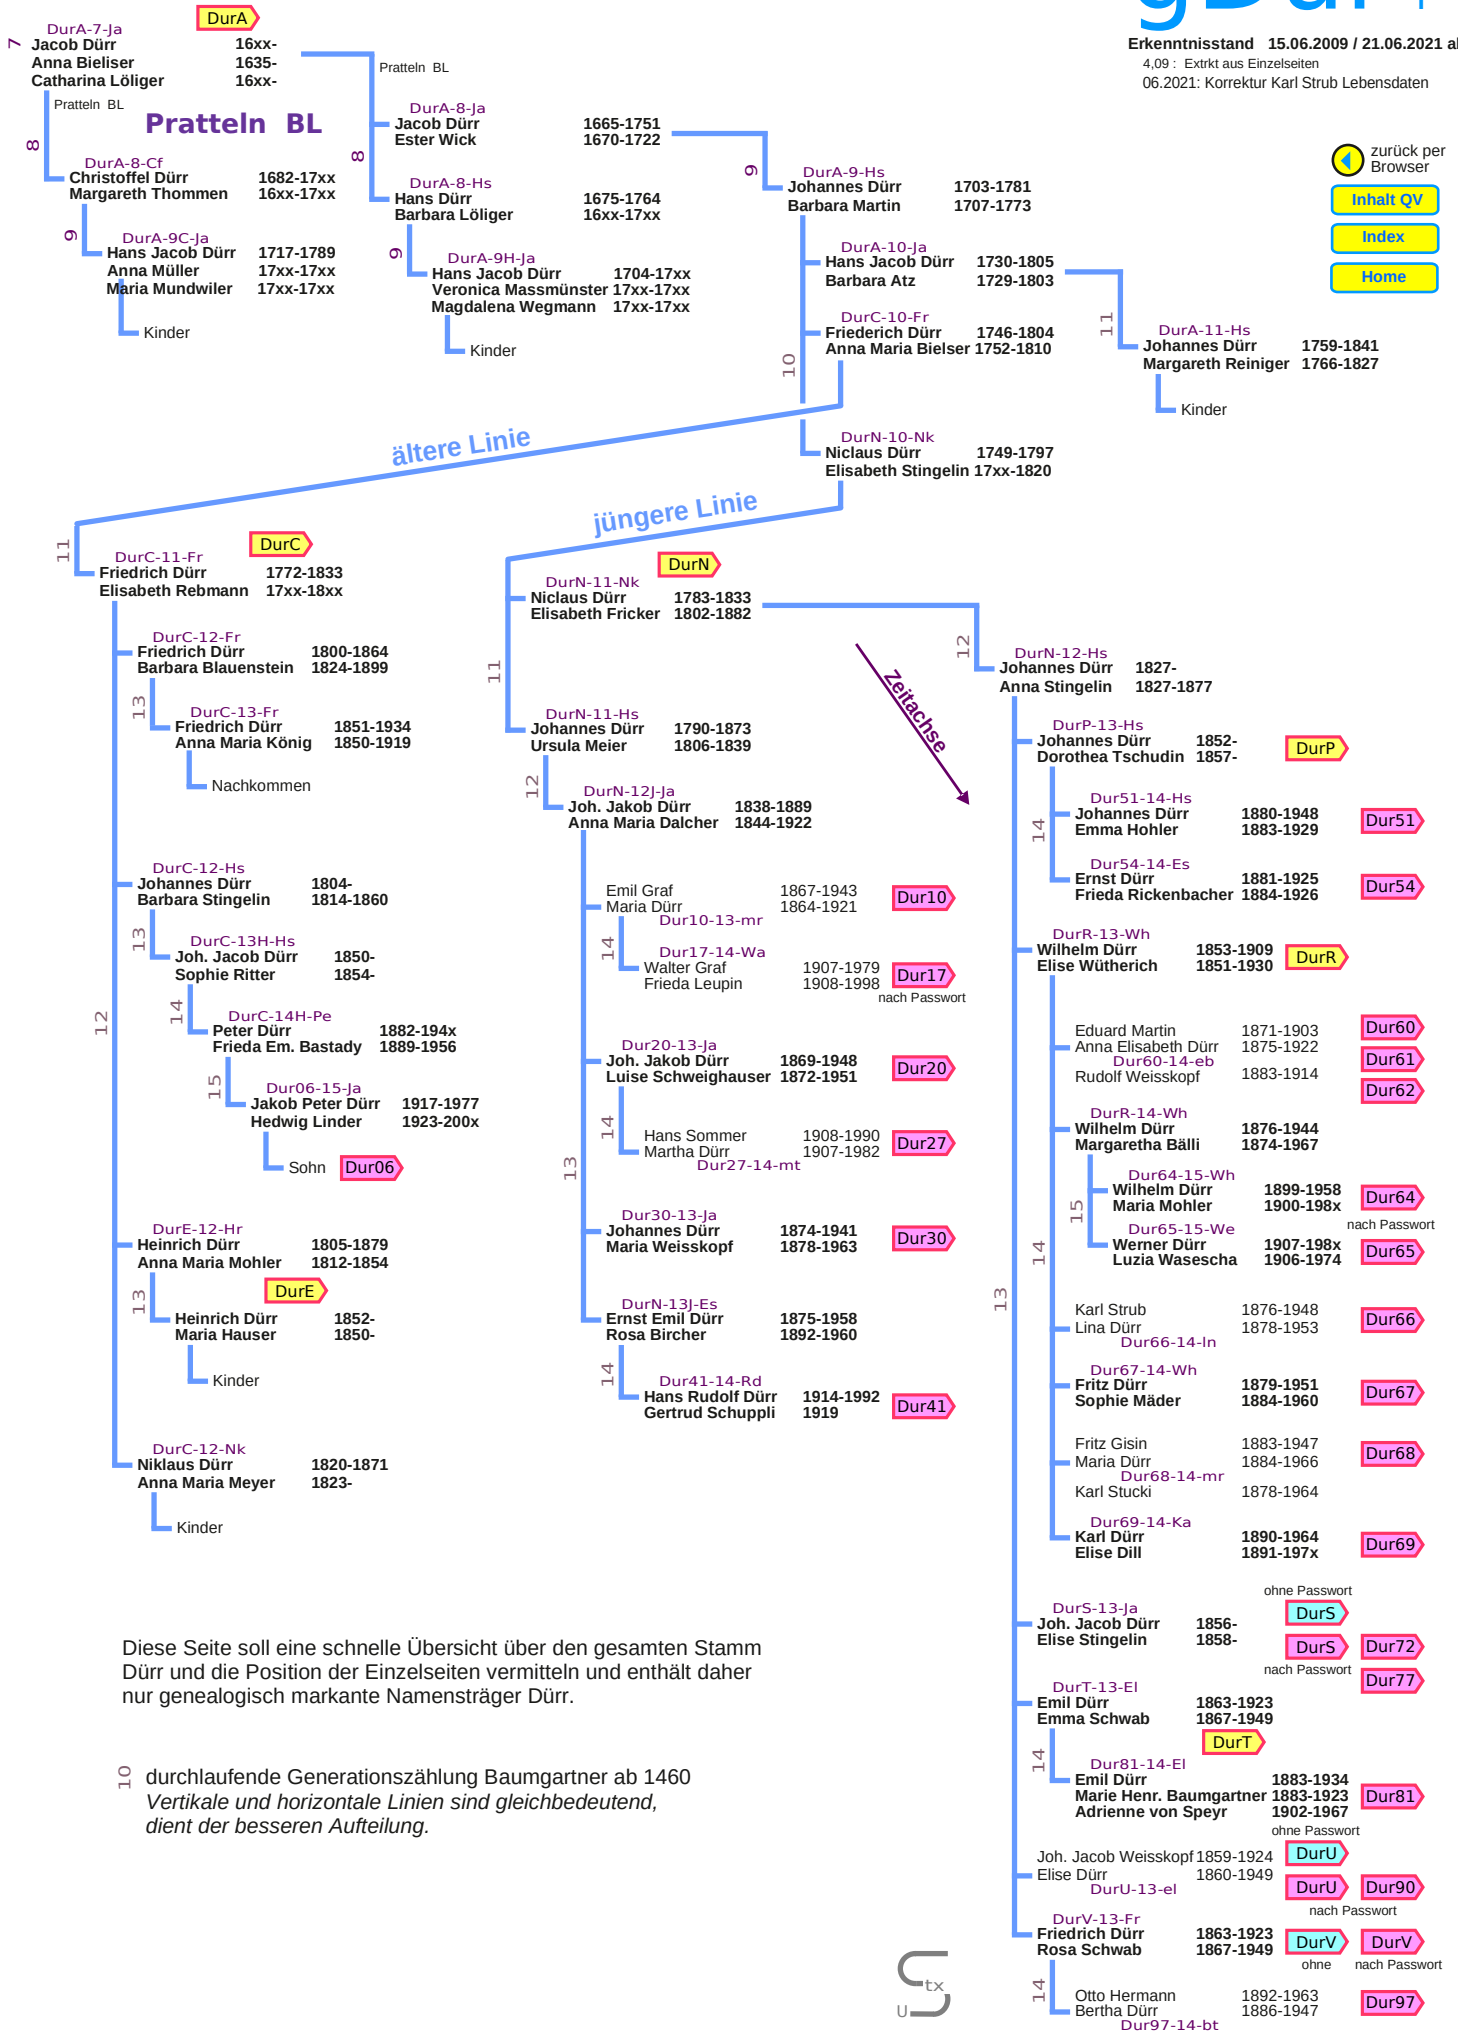 gDur
Erkenntnisstand 15.06.2009 / 21.06.2021
4,09 : Extrkt aus Einzelseiten
06.2021: Korrektur Karl Strub Lebensdaten
zurück per
Browser
Inhalt QV
Index
Home
DurA
7
DurA-7-Ja
Jacob Dürr 16xx-
Anna Bieliser 1635-
Catharina Löliger 16xx-
Pratteln BL
Pratteln BL
Pratteln BL
8
DurA-8-Cf
Christoffel Dürr 1682-17xx
Margareth Thommen 16xx-17xx
9
DurA-9C-Ja
Hans Jacob Dürr 1717-1789
Anna Müller 17xx-17xx
Maria Mundwiler 17xx-17xx
Kinder
8
DurA-8-Ja
Jacob Dürr 1665-1751
Ester Wick 1670-1722
DurA-8-Hs
Hans Dürr 1675-1764
Barbara Löliger 16xx-17xx
9
DurA-9H-Ja
Hans Jacob Dürr 1704-17xx
Veronica Massmünster 17xx-17xx
Magdalena Wegmann 17xx-17xx
Kinder
9
DurA-9-Hs
Johannes Dürr 1703-1781
Barbara Martin 1707-1773
10
DurA-10-Ja
Hans Jacob Dürr 1730-1805
Barbara Atz 1729-1803
DurC-10-Fr
Friederich Dürr 1746-1804
Anna Maria Bielser 1752-1810
11
DurA-11-Hs
Johannes Dürr 1759-1841
Margareth Reiniger 1766-1827
Kinder
DurN-10-Nk
Niclaus Dürr 1749-1797
Elisabeth Stingelin 17xx-1820
ältere Linie
jüngere Linie
11
DurC
DurC-11-Fr
Friedrich Dürr 1772-1833
Elisabeth Rebmann 17xx-18xx
12
DurC-12-Fr
Friedrich Dürr 1800-1864
Barbara Blauenstein 1824-1899
13
DurC-13-Fr
Friedrich Dürr 1851-1934
Anna Maria König 1850-1919
Nachkommen
DurC-12-Hs
Johannes Dürr 1804-
Barbara Stingelin 1814-1860
13
DurC-13H-Hs
Joh. Jacob Dürr 1850-
Sophie Ritter 1854-
14
DurC-14H-Pe
Peter Dürr 1882-194x
Frieda Em. Bastady 1889-1956
15
Dur06-15-Ja
Jakob Peter Dürr 1917-1977
Hedwig Linder 1923-200x
Sohn Dur06
DurE-12-Hr
Heinrich Dürr 1805-1879
Anna Maria Mohler 1812-1854
DurE
13
Heinrich Dürr 1852-
Maria Hauser 1850-
Kinder
DurC-12-Nk
Niklaus Dürr 1820-1871
Anna Maria Meyer 1823-
Kinder
11
DurN
DurN-11-Nk
Niclaus Dürr 1783-1833
Elisabeth Fricker 1802-1882
DurN-11-Hs
Johannes Dürr 1790-1873
Ursula Meier 1806-1839
12
DurN-12J-Ja
Joh. Jakob Dürr 1838-1889
Anna Maria Dalcher 1844-1922
13
Emil Graf 1867-1943
Maria Dürr 1864-1921
Dur10-13-mr
Dur10
14
Dur17-14-Wa
Walter Graf 1907-1979
Frieda Leupin 1908-1998
Dur17
nach Passwort
Dur20-13-Ja
Joh. Jakob Dürr 1869-1948
Luise Schweighauser 1872-1951
Dur20
14
Hans Sommer 1908-1990
Martha Dürr 1907-1982
Dur27-14-mt
Dur27
Dur30-13-Ja
Johannes Dürr 1874-1941
Maria Weisskopf 1878-1963
Dur30
DurN-13J-Es
Ernst Emil Dürr 1875-1958
Rosa Bircher 1892-1960
14
Dur41-14-Rd
Hans Rudolf Dürr 1914-1992
Gertrud Schuppli 1919
Dur41
Zeitachse
12
DurN-12-Hs
Johannes Dürr 1827-
Anna Stingelin 1827-1877
13
DurP-13-Hs
Johannes Dürr 1852-
Dorothea Tschudin 1857-
DurP
14
Dur51-14-Hs
Johannes Dürr 1880-1948
Emma Hohler 1883-1929
Dur51
Dur54-14-Es
Ernst Dürr 1881-1925
Frieda Rickenbacher 1884-1926
Dur54
DurR-13-Wh
Wilhelm Dürr 1853-1909
Elise Wütherich 1851-1930
DurR
14
Eduard Martin 1871-1903
Anna Elisabeth Dürr 1875-1922
Dur60-14-eb
Rudolf Weisskopf 1883-1914
Dur60
Dur61
Dur62
DurR-14-Wh
Wilhelm Dürr 1876-1944
Margaretha Bälli 1874-1967
15
Dur64-15-Wh
Wilhelm Dürr 1899-1958
Maria Mohler 1900-198x
Dur64
nach Passwort
Dur65-15-We
Werner Dürr 1907-198x
Luzia Wasescha 1906-1974
Dur65
Karl Strub 1876-1948
Lina Dürr 1878-1953
Dur66-14-ln
Dur66
Dur67-14-Wh
Fritz Dürr 1879-1951
Sophie Mäder 1884-1960
Dur67
Fritz Gisin 1883-1947
Maria Dürr 1884-1966
Dur68-14-mr
Karl Stucki 1878-1964
Dur68
Dur69-14-Ka
Karl Dürr 1890-1964
Elise Dill 1891-197x
Dur69
ohne Passwort
DurS-13-Ja
Joh. Jacob Dürr 1856-
Elise Stingelin 1858-
DurS
DurS Dur72
nach Passwort
Dur77
DurT-13-El
Emil Dürr 1863-1923
Emma Schwab 1867-1949
DurT
14
Dur81-14-El
Emil Dürr 1883-1934
Marie Henr. Baumgartner 1883-1923
Adrienne von Speyr 1902-1967
Dur81
ohne Passwort
Joh. Jacob Weisskopf 1859-1924
Elise Dürr 1860-1949
DurU-13-el
DurU
DurU Dur90
nach Passwort
DurV-13-Fr
Friedrich Dürr 1863-1923
Rosa Schwab 1867-1949
DurV DurV
ohne nach Passwort
14
Otto Hermann 1892-1963
Bertha Dürr 1886-1947
Dur97-14-bt
Dur97
Diese Seite soll eine schnelle Übersicht über den gesamten Stamm
Dürr und die Position der Einzelseiten vermitteln und enthält daher
nur genealogisch markante Namensträger Dürr.
10 durchlaufende Generationszählung Baumgartner ab 1460
Vertikale und horizontale Linien sind gleichbedeutend,
dient der besseren Aufteilung.
tx
U